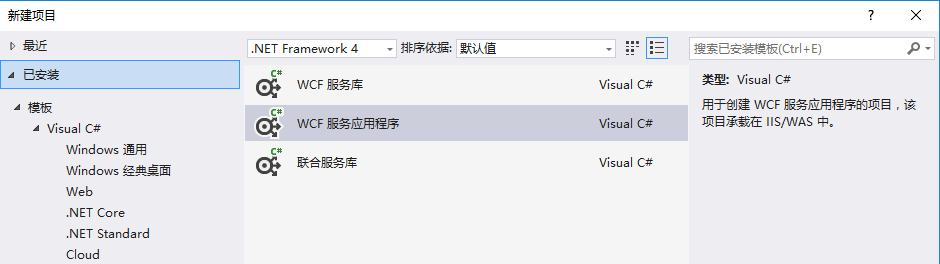 新建项目
?
最近
.NET Framework 4
排序依据:
默认值
搜索已安装模板(Ctrl+E)
已安装
C#
WCF 服务库
Visual C#
类型: Visual C#
用于创建 WCF 服务应用程序的项目，该
项目承载在 IIS/WAS 中。
模板
C#
WCF 服务应用程序
Visual C#
Visual C#
Windows 通用
C#
联合服务库
Visual C#
Windows 经典桌面
Web
.NET Core
.NET Standard
Cloud